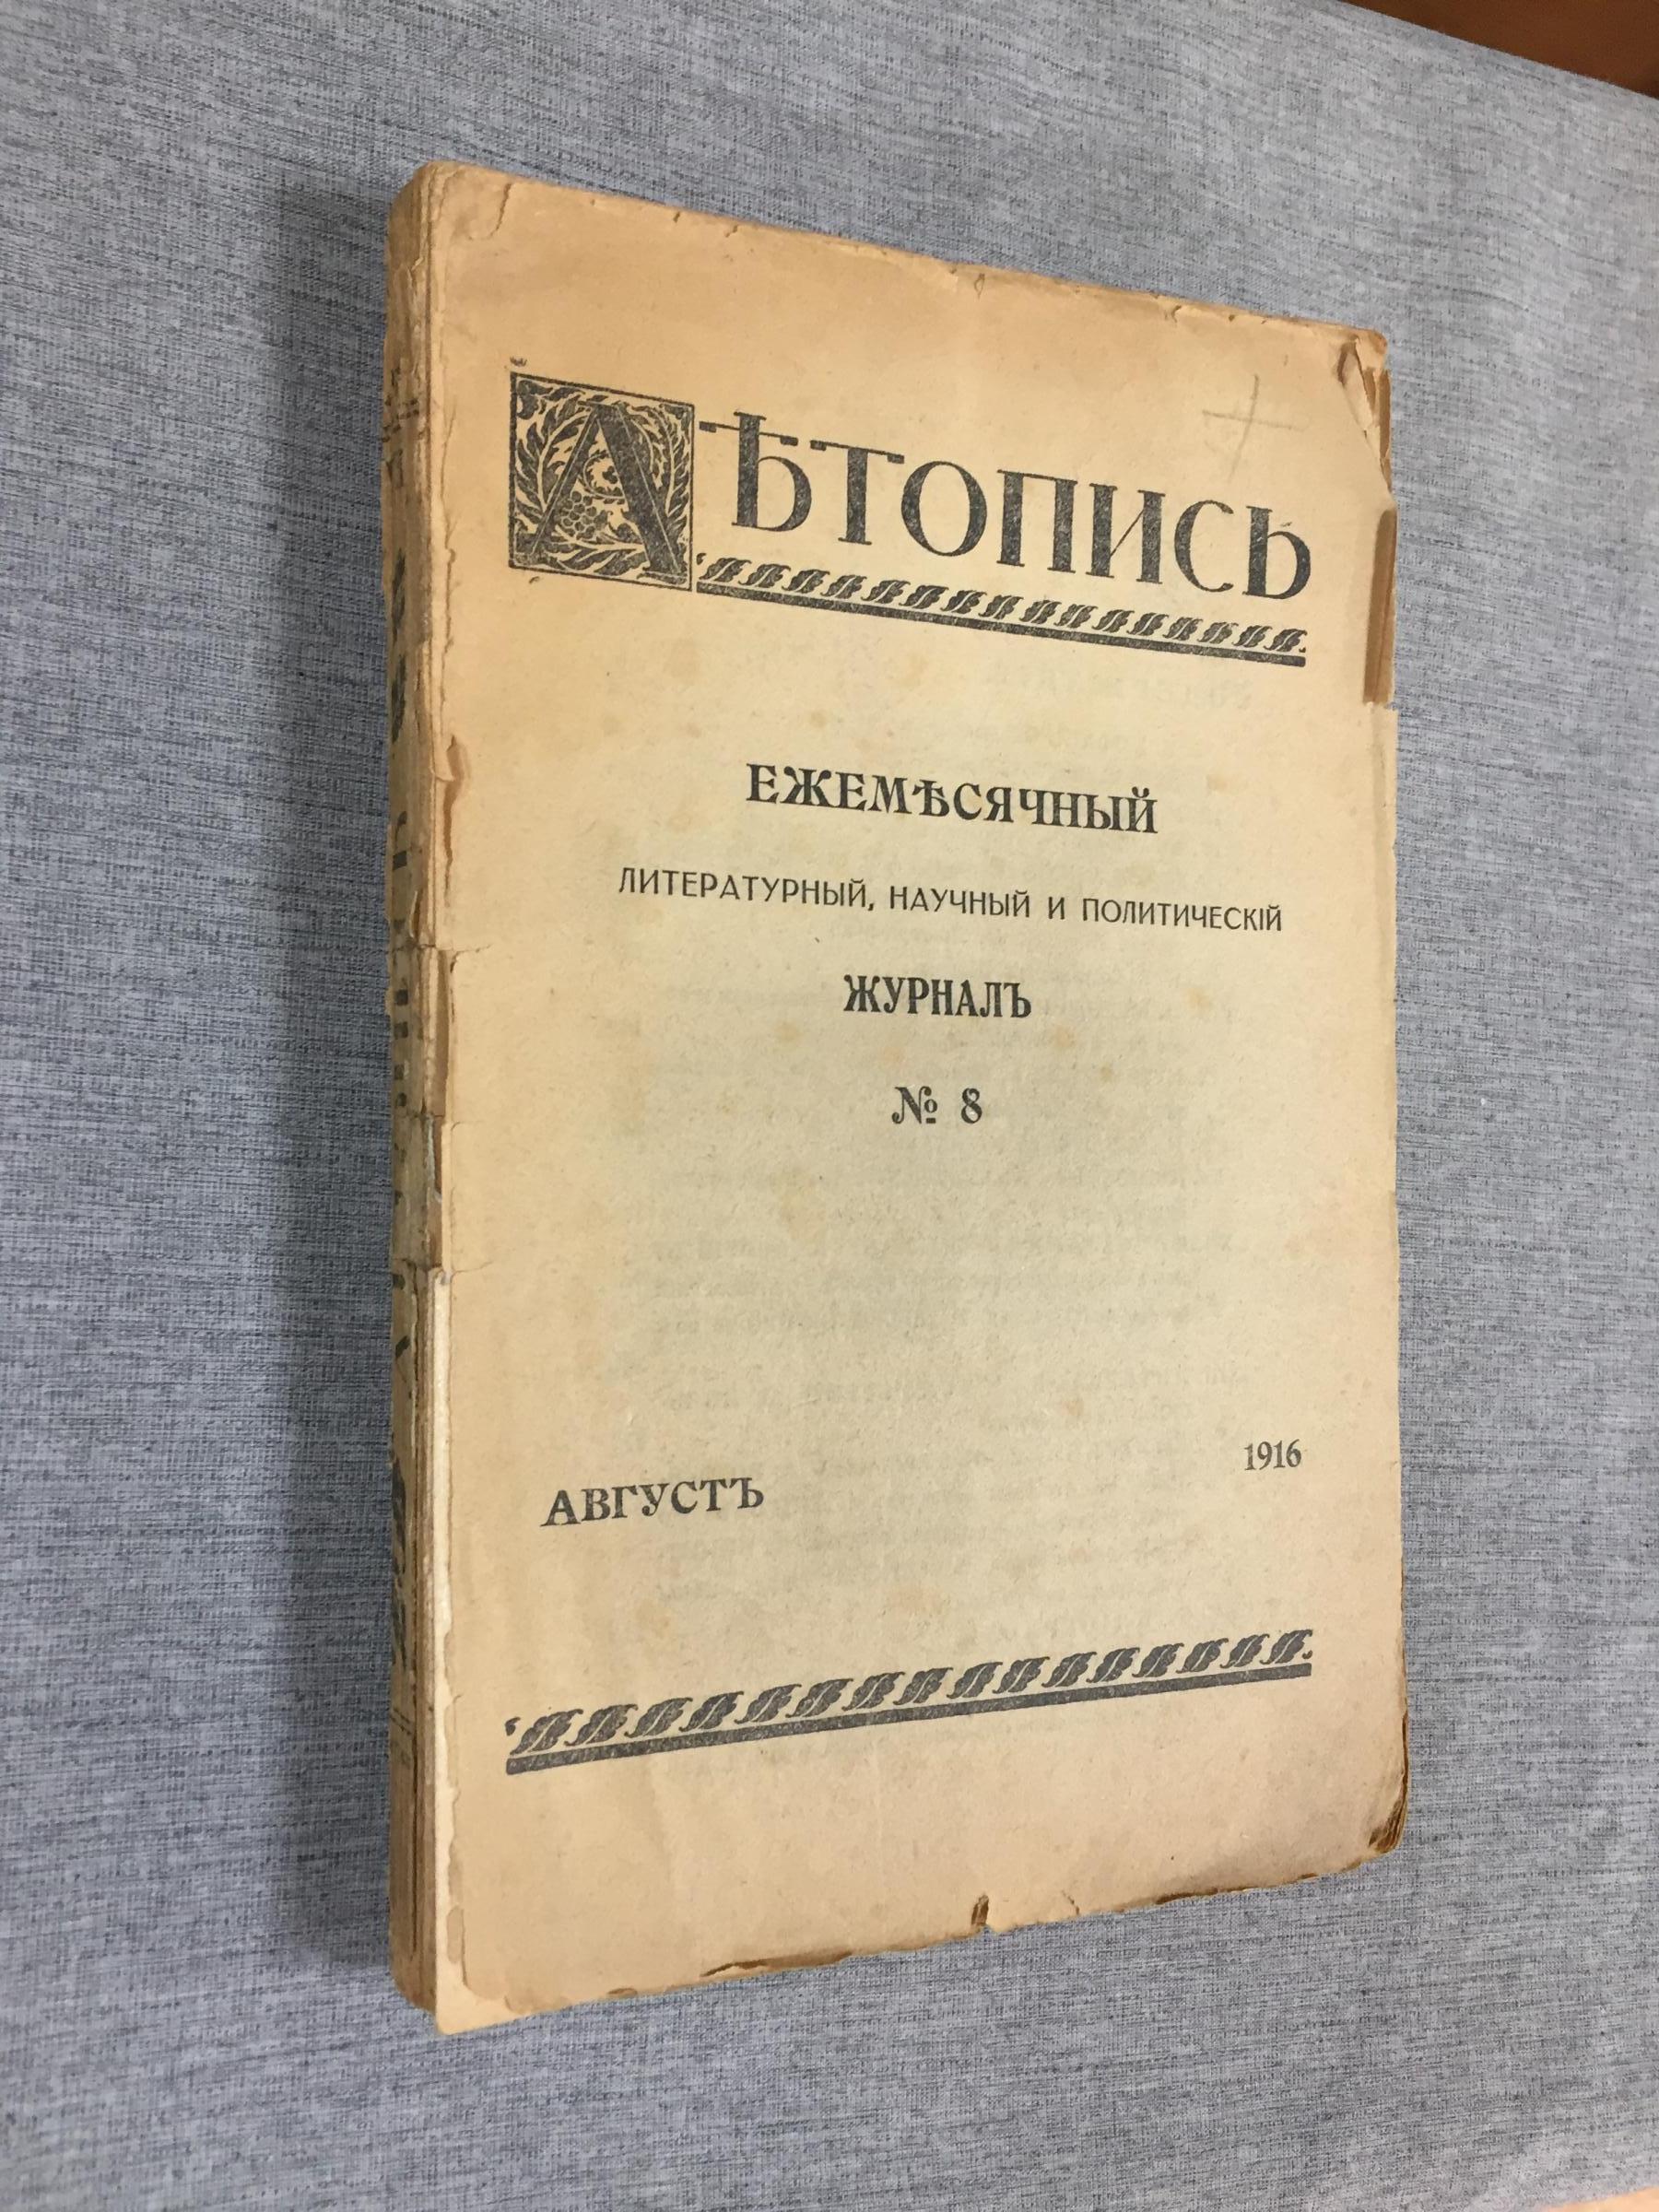 ЛѢТОПИСЬ
ЕЖЕМѢСЯЧНЫЙ
ЛИТЕРАТУРНЫЙ, НАУЧНЫЙ И ПОЛИТИЧЕСКІЙ
ЖУРНАЛЪ
№ 8
АВГУСТЪ 1916